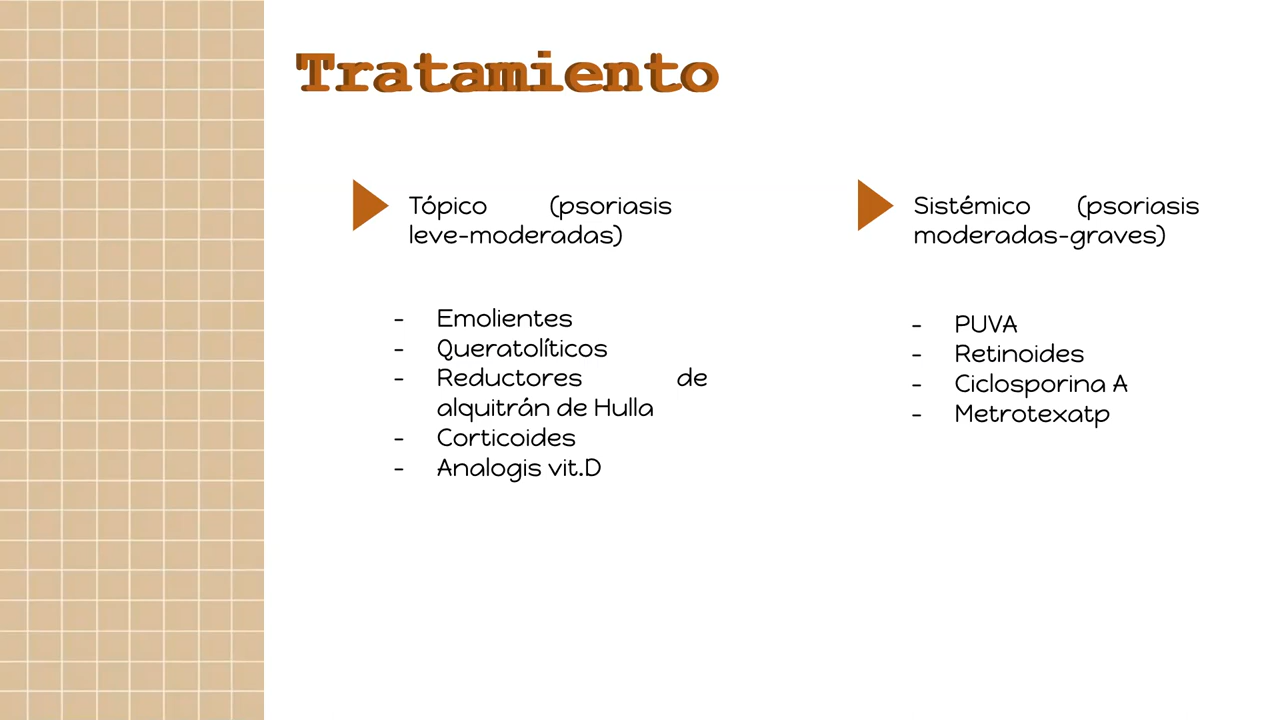 Tratamiento
Tópico (psoriasis
leve-moderadas)
- Emolientes
- Queratolíticos
- Reductores de
alquitrán de Hulla
- Corticoides
- Analogis vit.D
Sistémico (psoriasis
moderadas-graves)
- PUVA
- Retinoides
- Ciclosporina A
- Metrotexatp